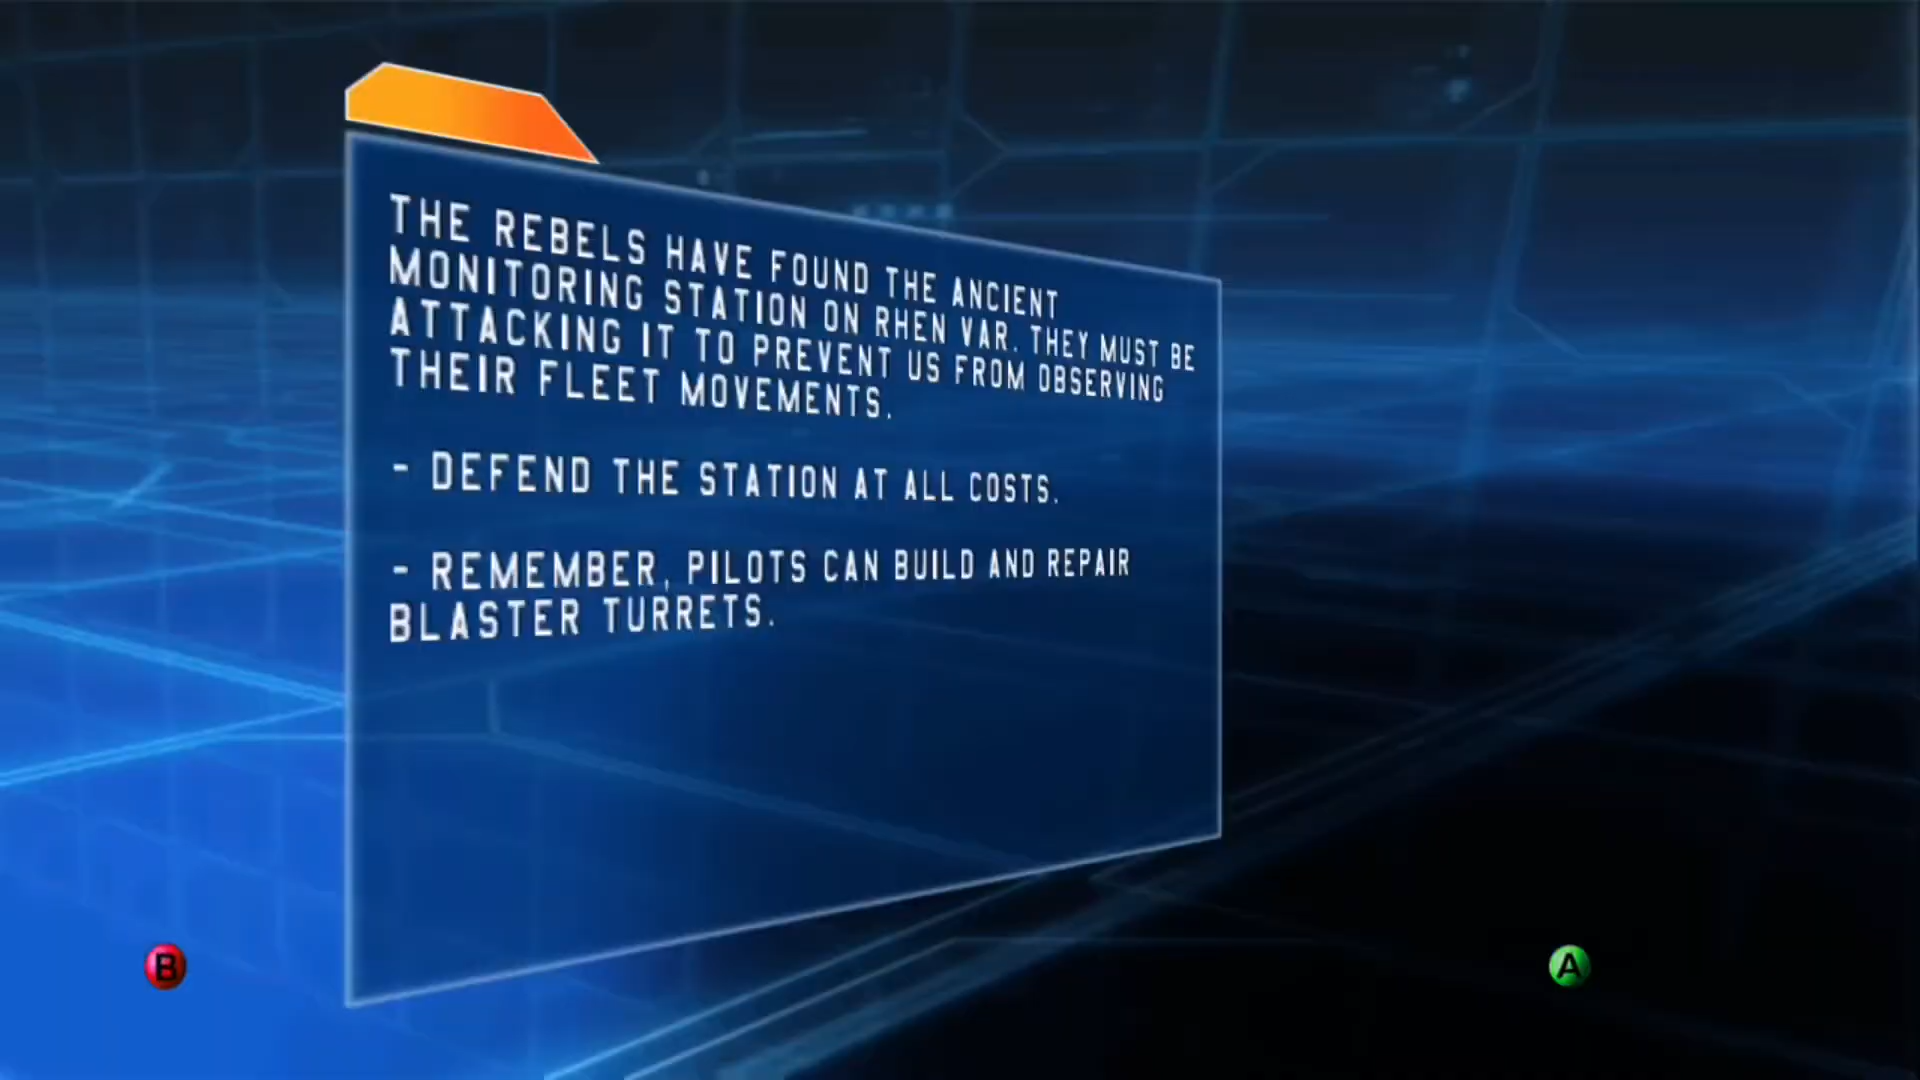 THE REBELS HAVE FOUND THE ANCIENT
MONITORING STATION ON RHEN VAR. THEY MUST BE
ATTACKING IT TO PREVENT US FROM OBSERVING
THEIR FLEET MOVEMENTS.
- DEFEND THE STATION AT ALL COSTS.
- REMEMBER, PILOTS CAN BUILD AND REPAIR
BLASTER TURRETS.
B
A